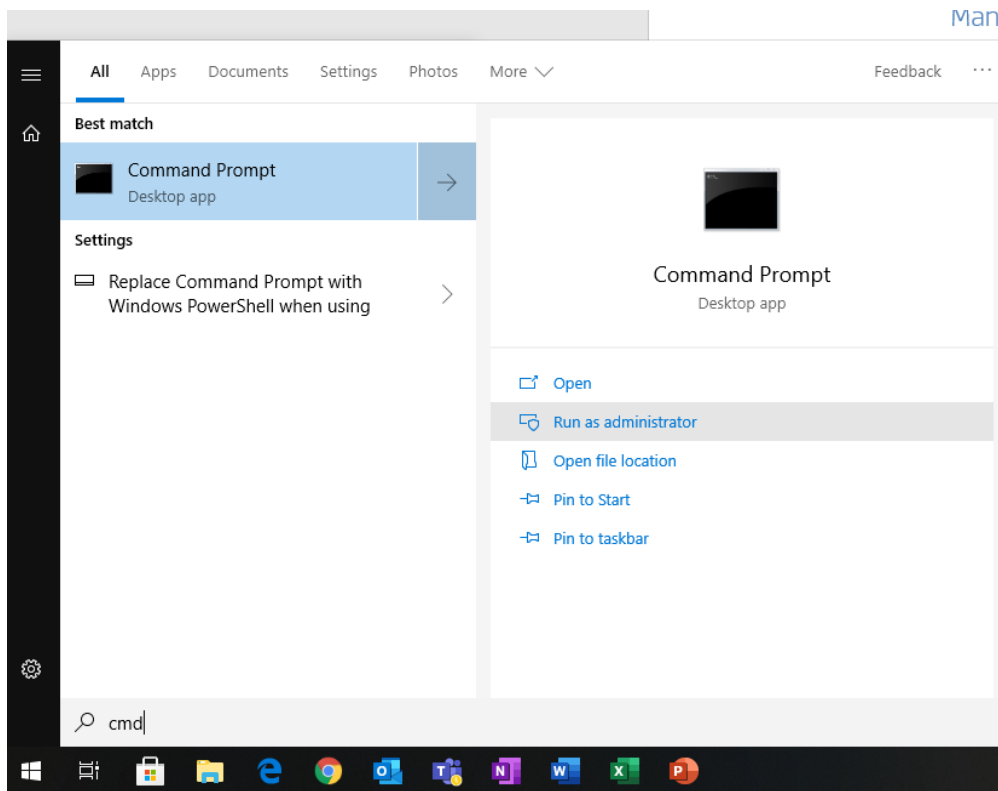 Man
All Apps Documents Settings Photos More Feedback ...
Best match
Command Prompt
Desktop app
Settings
Replace Command Prompt with
Windows PowerShell when using
Command Prompt
Desktop app
Open
Run as administrator
Open file location
Pin to Start
Pin to taskbar
cmd